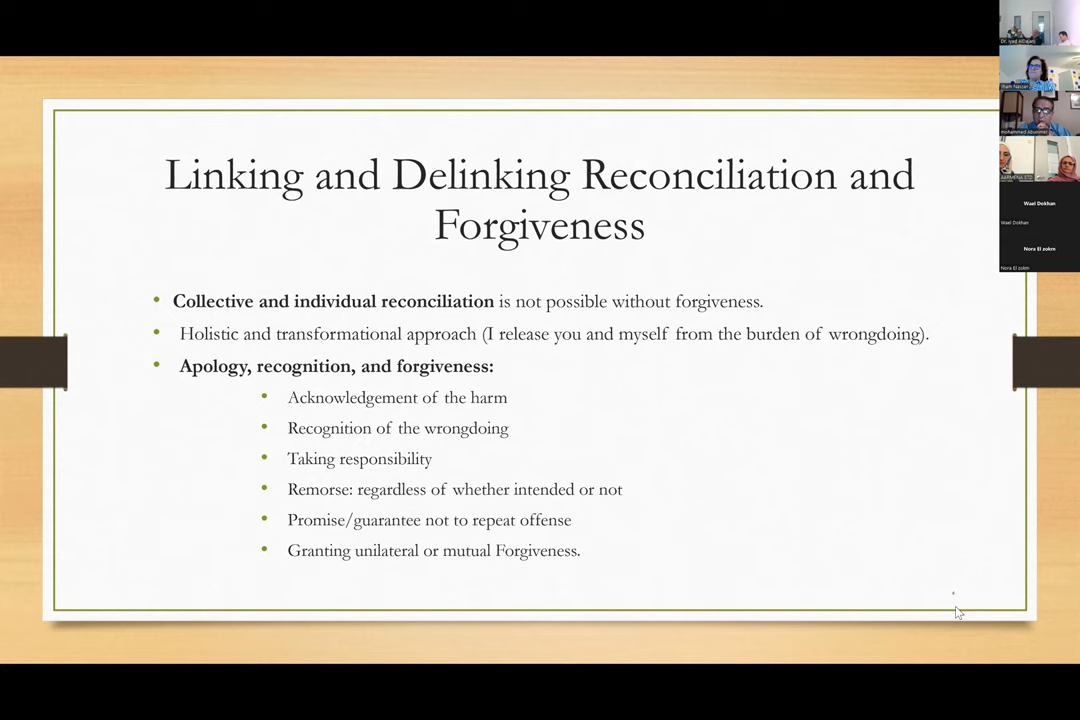 Linking and Delinking Reconciliation and
Forgiveness
• Collective and individual reconciliation is not possible without forgiveness.
• Holistic and transformational approach (I release you and myself from the burden of wrongdoing).
• Apology, recognition, and forgiveness:
• Acknowledgement of the harm
• Recognition of the wrongdoing
• Taking responsibility
• Remorse: regardless of whether intended or not
• Promise/guarantee not to repeat offense
• Granting unilateral or mutual Forgiveness.
Wael Dokhan
Wael Dokhan
Nora El zokm
Nora El zokm